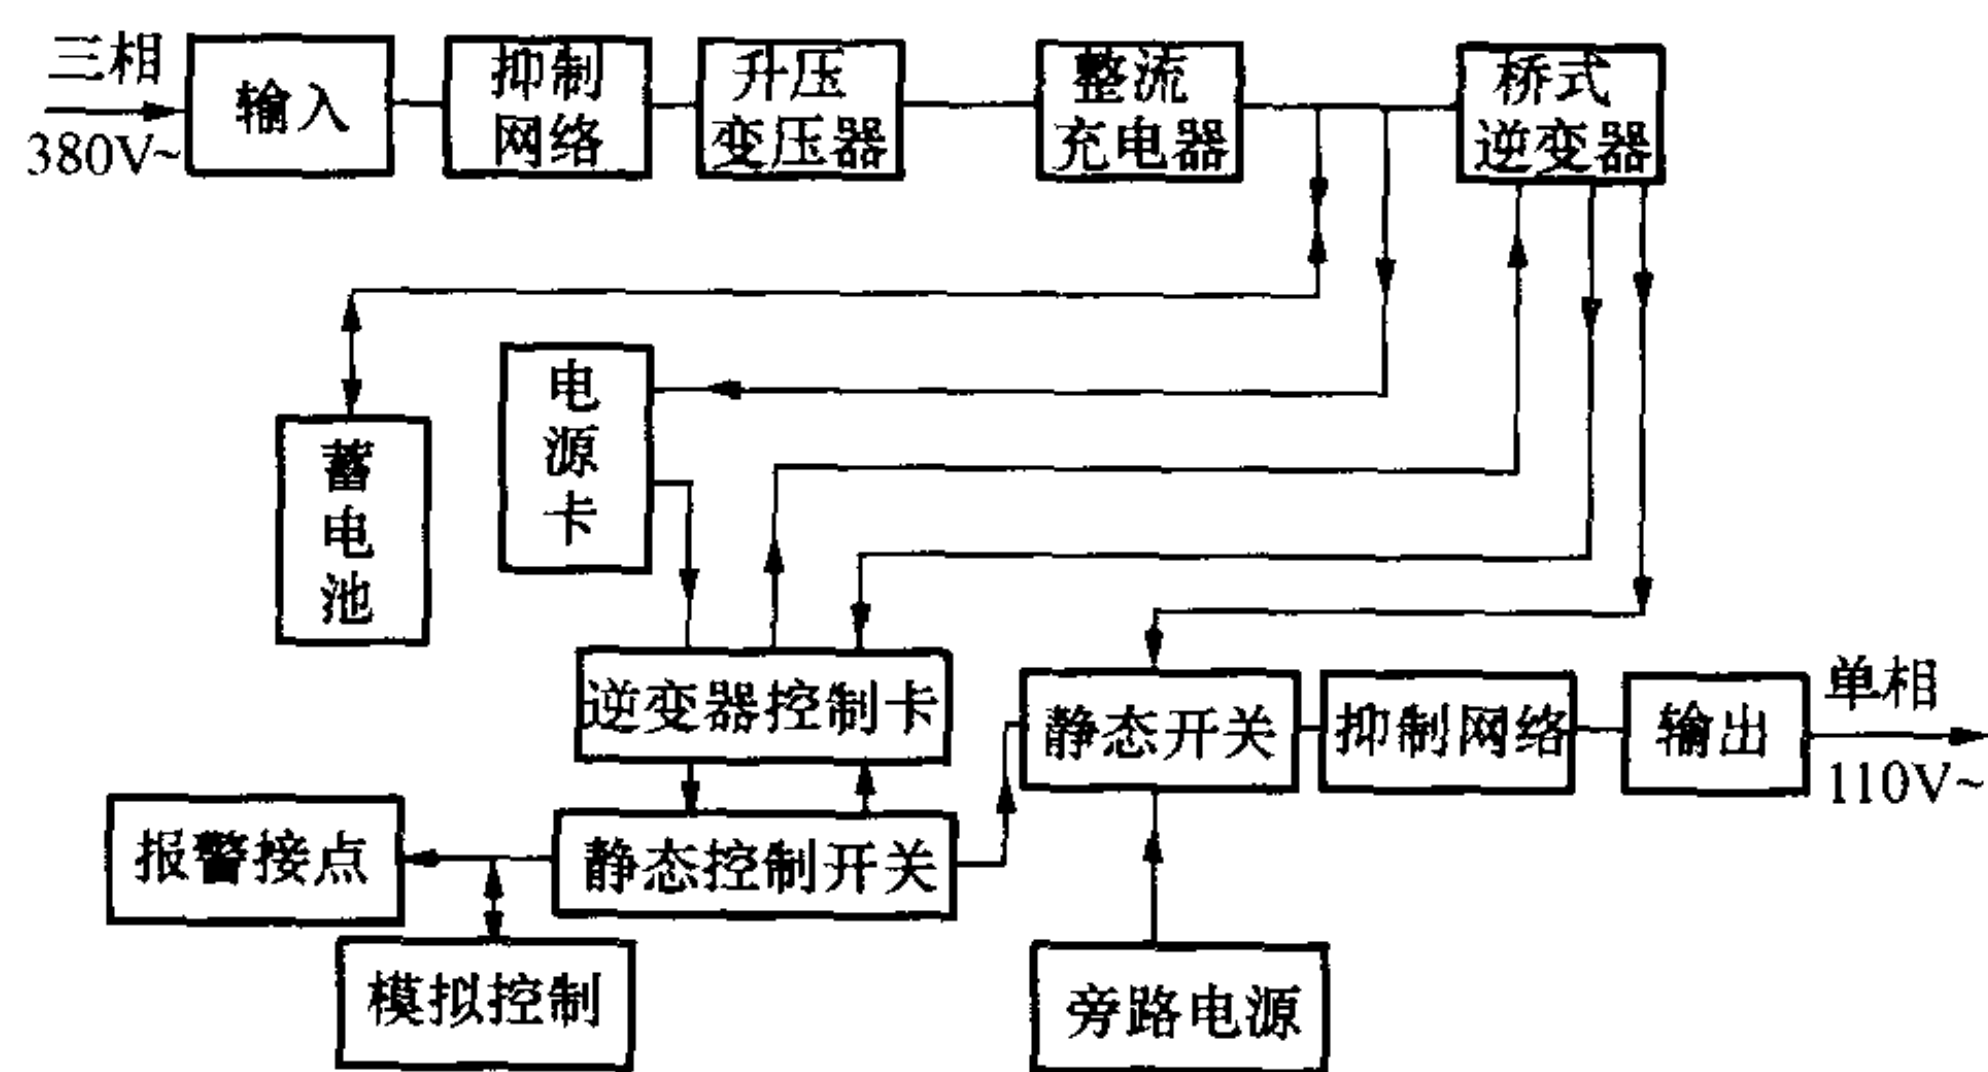 三相
380V~
输入
抑制
网络
升压
变压器
整流
充电器
桥式
逆变器
电
源
卡
蓄
电
池
逆变器控制卡
静态开关
抑制网络
输出
单相
110V~
报警接点
静态控制开关
模拟控制
旁路电源